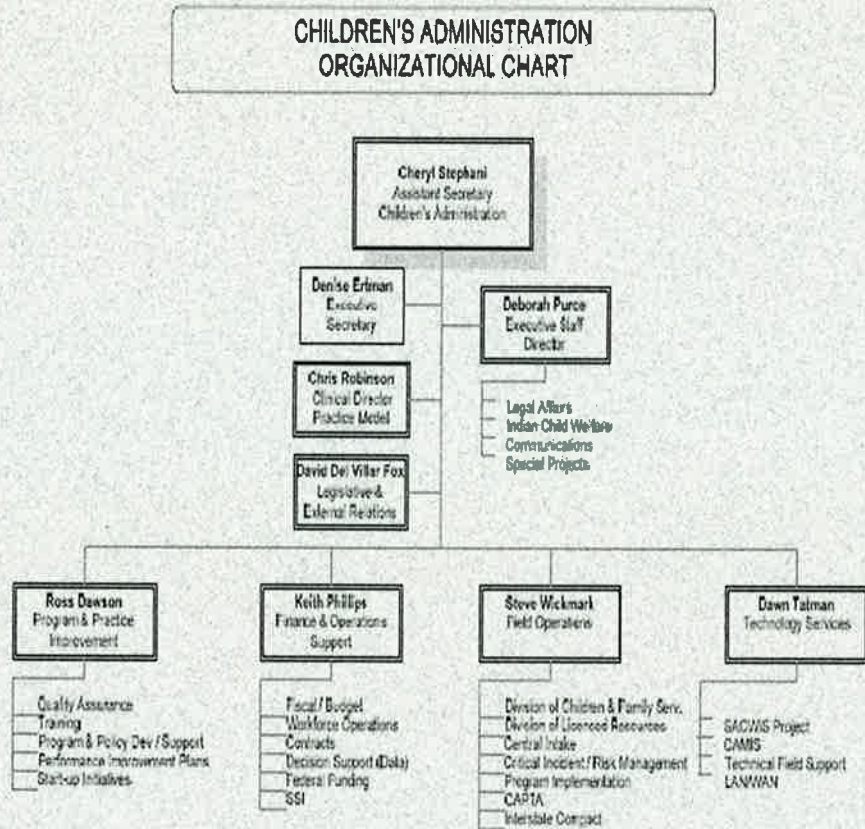 CHILDREN'S ADMINISTRATION
ORGANIZATIONAL CHART
Cheryl Stephani
Assistant Secretary
Children's Administration
Denise Erlman
Executive
Secretary
Deborah Purce
Executive Staff
Director
Chris Robinson
Clinical Director
Practice Model
Legal Affairs
Indian Child Welfare
Communications
Special Projects
David Del Villar Fox
Legislative &
External Relations
Ross Dawson
Program & Practice
Improvement
Quality Assurance
Training
Program & Policy Dev / Support
Performance Improvement Plans
Start-up Initiatives
Keith Phillips
Finance & Operations
Support
Fiscal / Budget
Workforce Operations
Contracts
Decision Support (Data)
Federal Funding
SSI
Steve Wickmark
Field Operations
Division of Children & Family Serv.
Division of Licensed Resources
Central Intake
Critical Incident / Risk Management
Program Implementation
CAPTA
Interstate Compact
Dawn Tatman
Technology Services
SACWIS Project
CAMIS
Technical Field Support
LAN/WAN